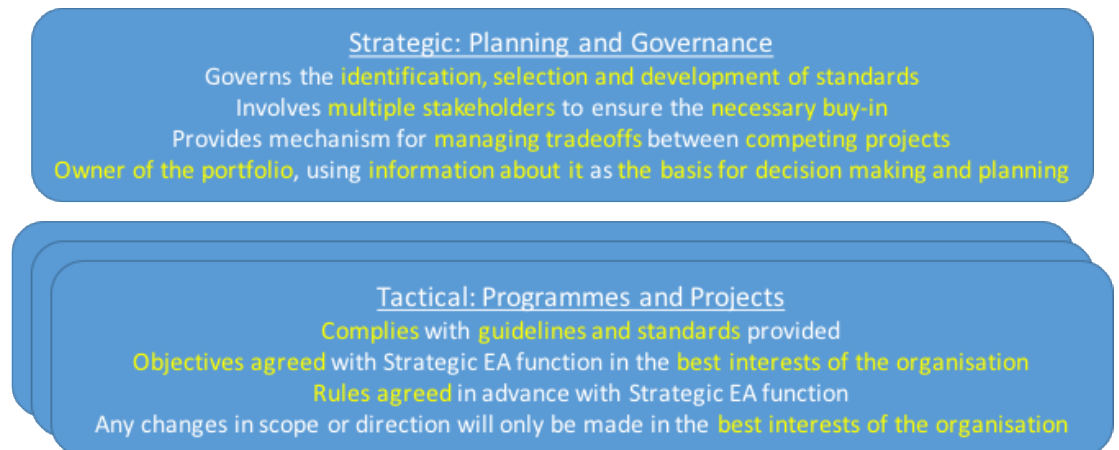 Strategic: Planning and Governance
Governs the identification, selection and development of standards
Involves multiple stakeholders to ensure the necessary buy-in
Provides mechanism for managing tradeoffs between competing projects
Owner of the portfolio, using information about it as the basis for decision making and planning
Tactical: Programmes and Projects
Complies with guidelines and standards provided
Objectives agreed with Strategic EA function in the best interests of the organisation
Rules agreed in advance with Strategic EA function
Any changes in scope or direction will only be made in the best interests of the organisation